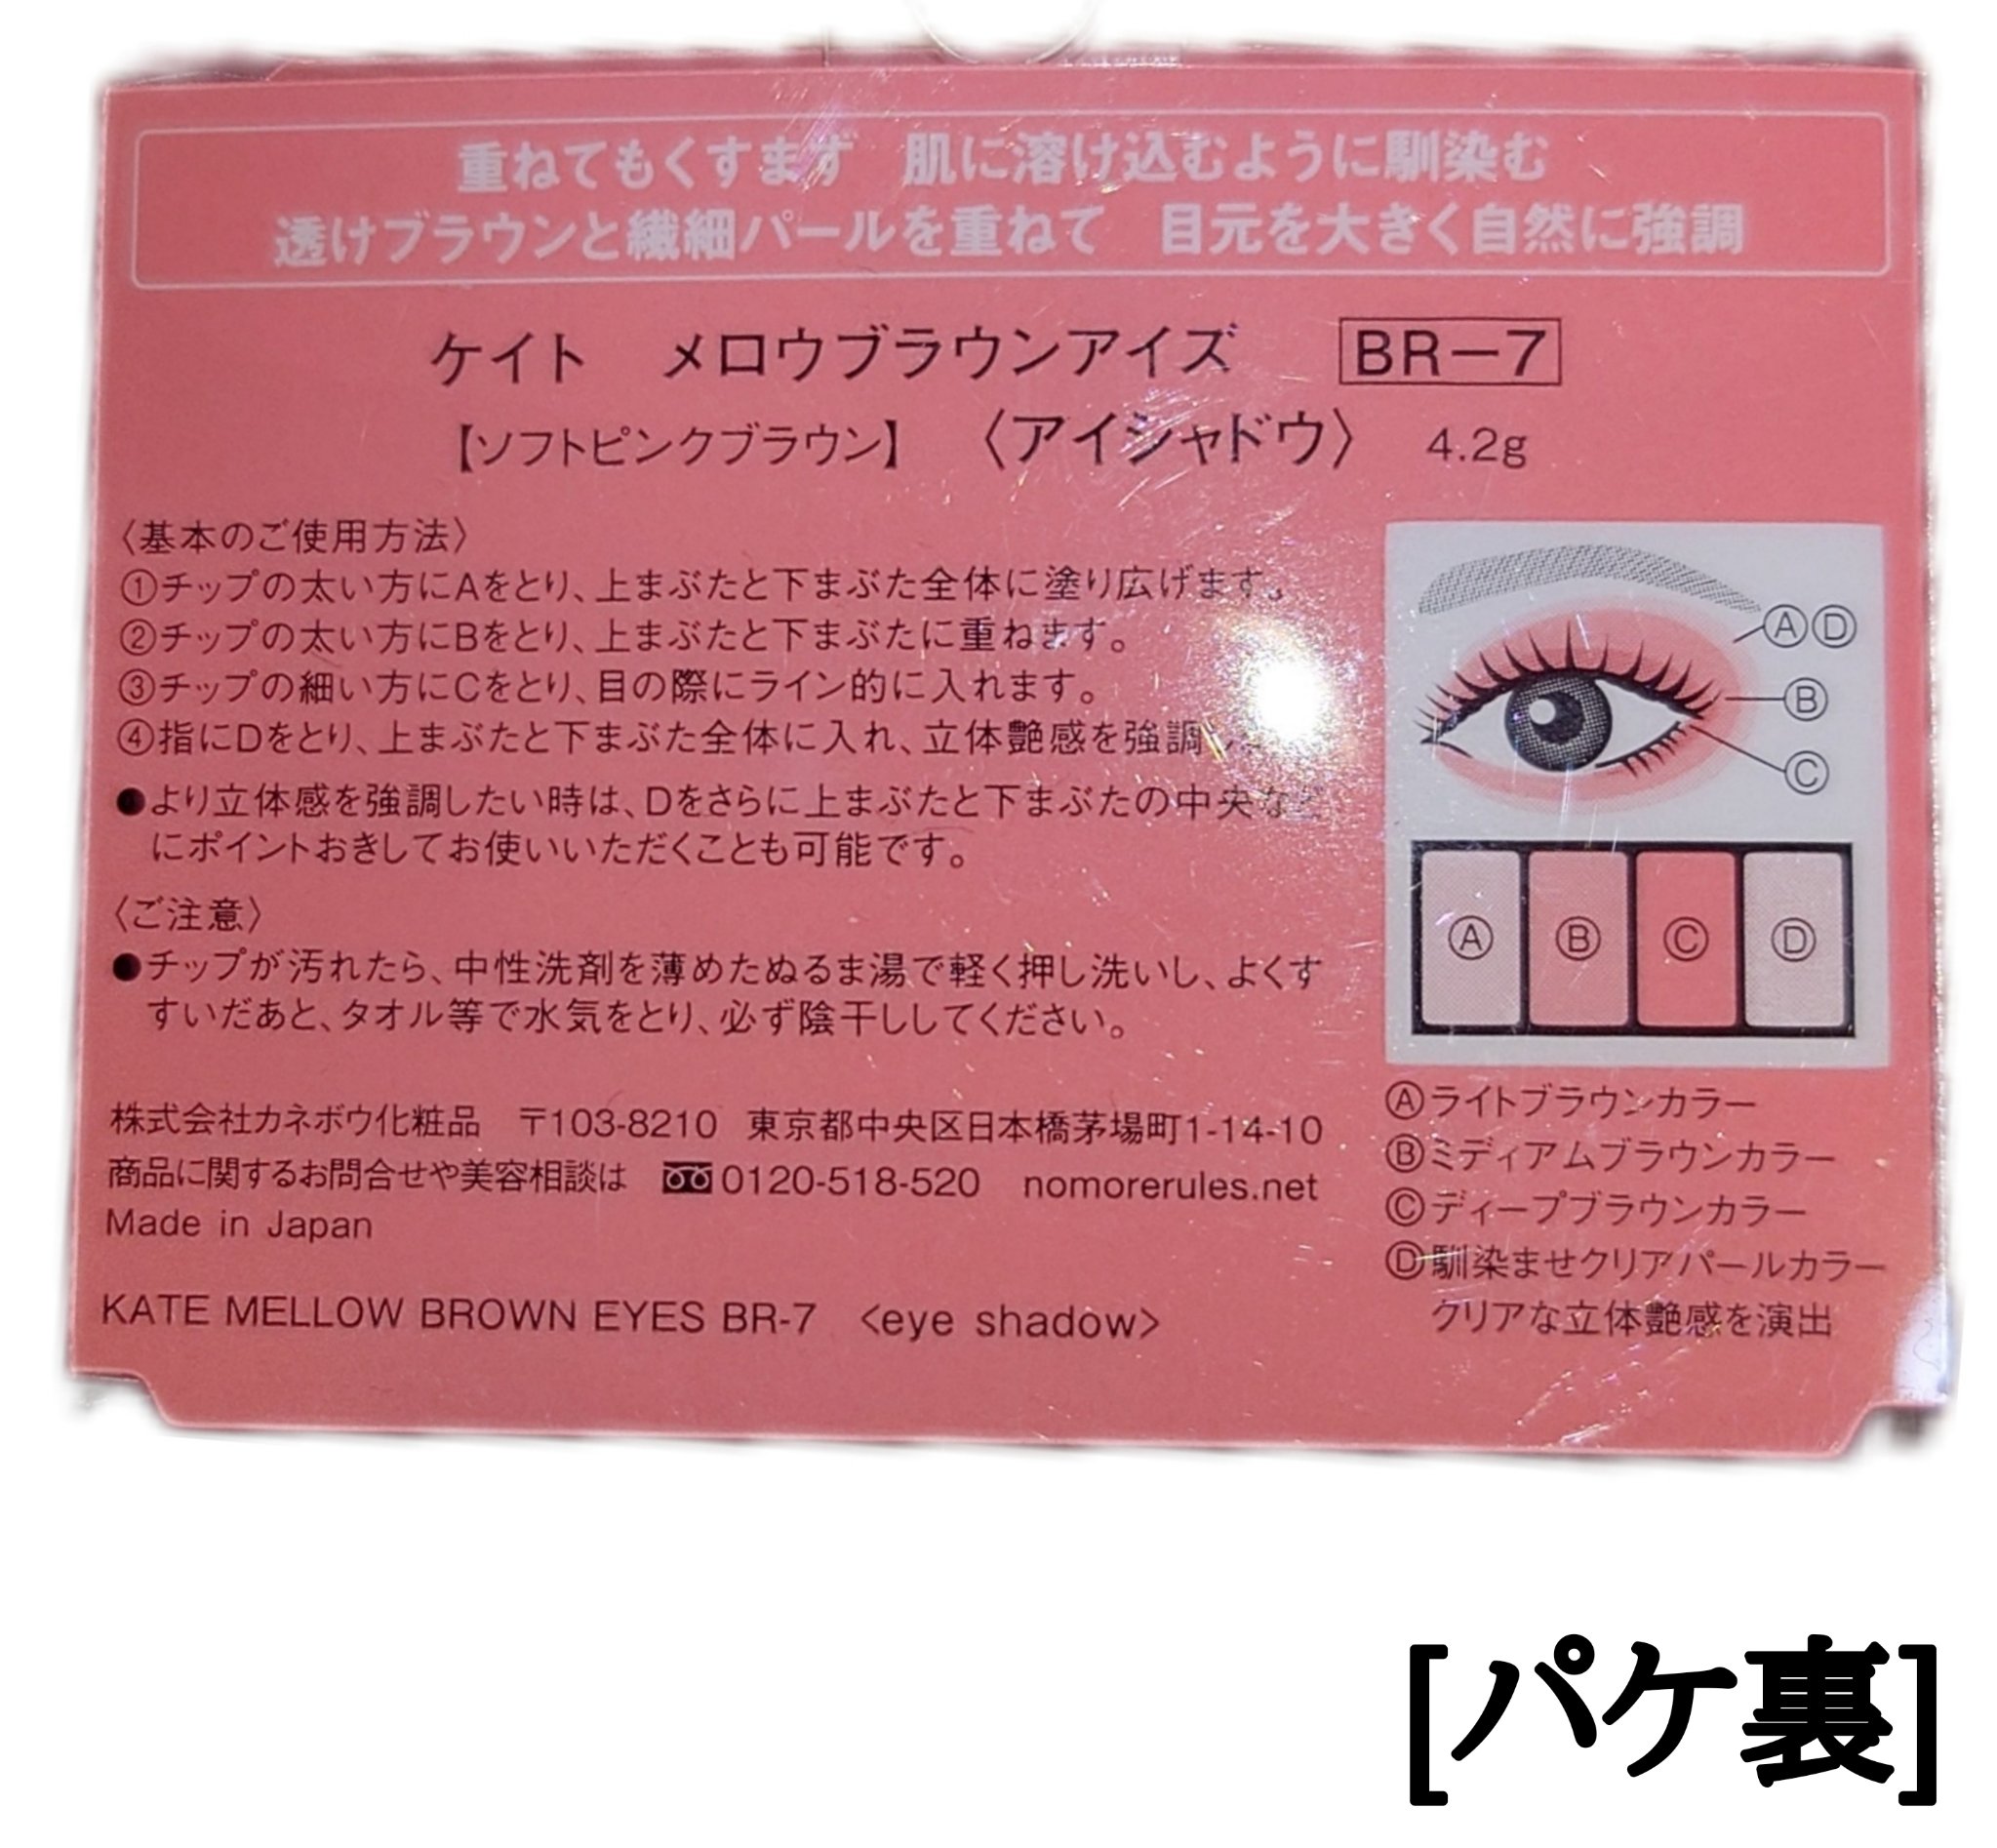 重ねてもくすまず 肌に溶け込むように馴染む
透けブラウンと繊細パールを重ねて 目元を大きく自然に強調
ケイト メロウブラウンアイズ BR-7
【ソフトピンクブラウン】〈アイシャドウ〉 4.2g
〈基本のご使用方法〉
①チップの太い方にAをとり、上まぶたと下まぶた全体に塗り広げます。
②チップの太い方にBをとり、上まぶたと下まぶたに重ねます。
③チップの細い方にCをとり、目の際にライン的に入れます。
④指にDをとり、上まぶたと下まぶた全体に入れ、立体艶感を強調
●より立体感を強調したい時は、Dをさらに上まぶたと下まぶたの中央など
にポイントおきしてお使いいただくことも可能です。
〈ご注意〉
●チップが汚れたら、中性洗剤を薄めたぬるま湯で軽く押し洗いし、よくす
すいだあと、タオル等で水気をとり、必ず陰干ししてください。
株式会社カネボウ化粧品 〒103-8210 東京都中央区日本橋茅場町1-14-10
商品に関するお問合せや美容相談は 0120-518-520 nomorerules.net
Made in Japan
KATE MELLOW BROWN EYES BR-7 <eye shadow>
ⒶⒹ
Ⓑ
Ⓒ
Ⓐ Ⓑ Ⓒ Ⓓ
Ⓐライトブラウンカラー
Ⓑミディアムブラウンカラー
Ⓒディープブラウンカラー
Ⓓ馴染ませクリアパールカラー
クリアな立体艶感を演出
[パケ裏]